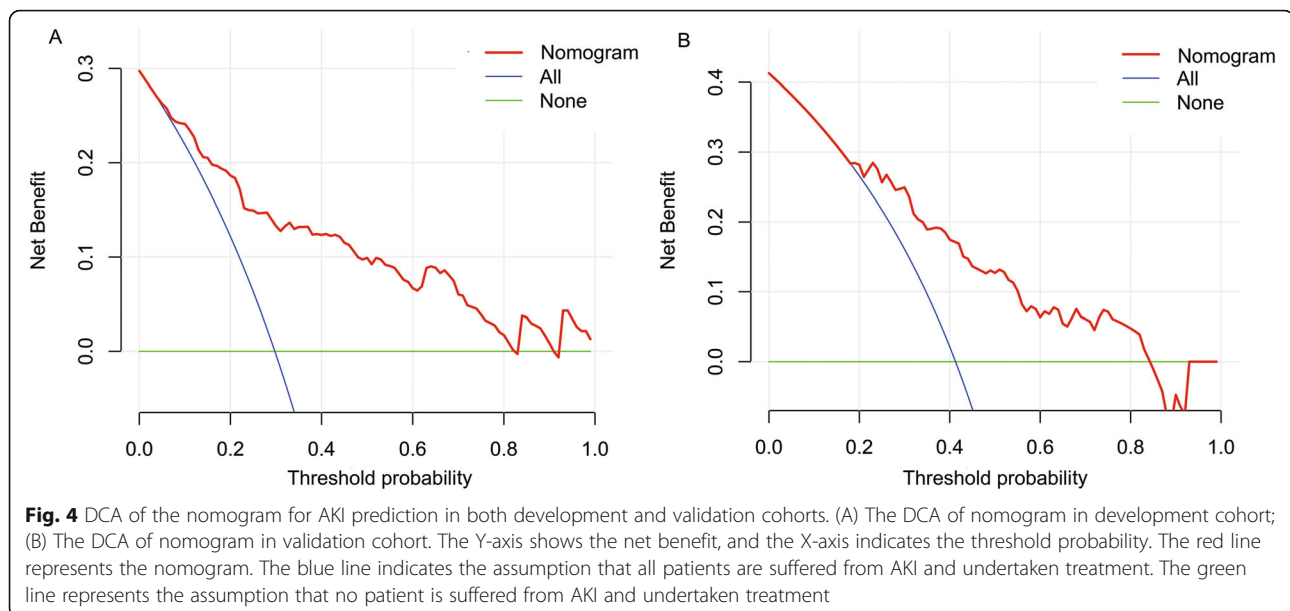 A
Nomogram
All
None
0.3
0.2
0.1
0.0
Net Benefit
0.0 0.2 0.4 0.6 0.8 1.0
Threshold probability
B
Nomogram
All
None
0.4
0.3
0.2
0.1
0.0
Net Benefit
0.0 0.2 0.4 0.6 0.8 1.0
Threshold probability
Fig. 4 DCA of the nomogram for AKI prediction in both development and validation cohorts. (A) The DCA of nomogram in development cohort;
(B) The DCA of nomogram in validation cohort. The Y-axis shows the net benefit, and the X-axis indicates the threshold probability. The red line
represents the nomogram. The blue line indicates the assumption that all patients are suffered from AKI and undertaken treatment. The green
line represents the assumption that no patient is suffered from AKI and undertaken treatment